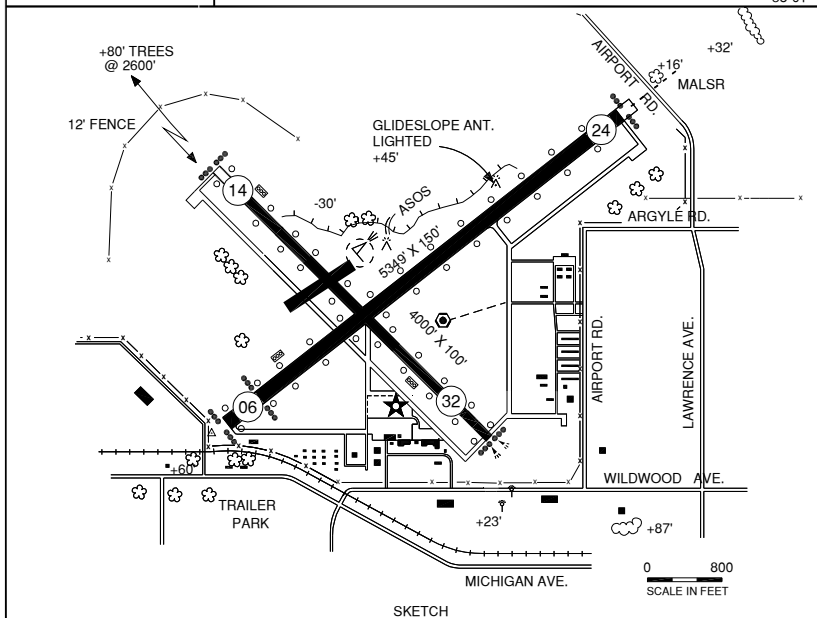 +80' TREES
@ 2600'
12' FENCE
GLIDESLOPE ANT.
LIGHTED
+45'
AIRPORT RD.
+32'
+16'
MALSR
24
14
-30'
ASOS
5349' X 150'
4000' X 100'
ARGYLE RD.
AIRPORT RD.
LAWRENCE AVE.
06
32
+60'
TRAILER
PARK
WILDWOOD AVE.
+23'
+87'
MICHIGAN AVE.
0 800
SCALE IN FEET
SKETCH